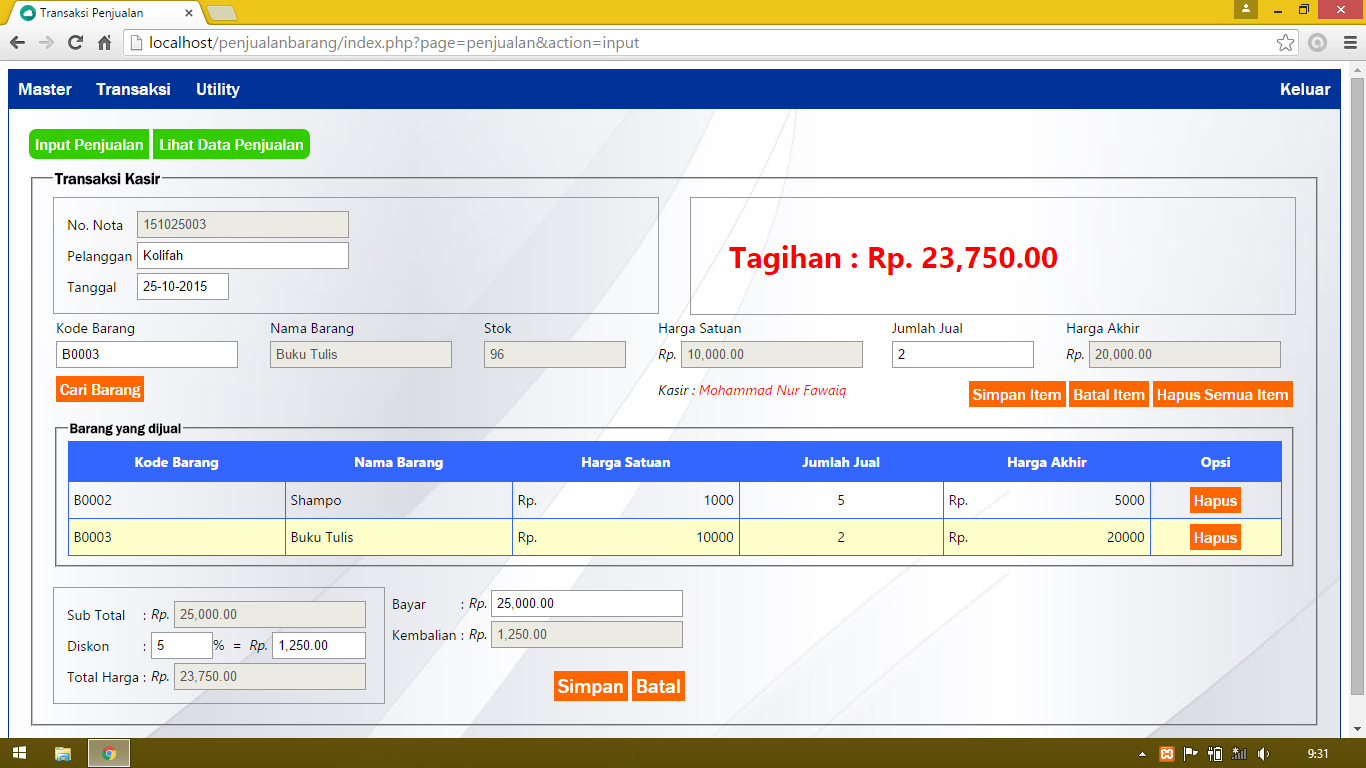 Transaksi Penjualan
localhost/penjualanbarang/index.php?page=penjualan&action=input
Master Transaksi Utility Keluar
Input Penjualan Lihat Data Penjualan
Transaksi Kasir
No. Nota 151025003
Pelanggan Kolifah
Tanggal 25-10-2015
Tagihan : Rp. 23,750.00
Kode Barang Nama Barang Stok Harga Satuan Jumlah Jual Harga Akhir
B0003 Buku Tulis 96 Rp. 10,000.00 2 Rp. 20,000.00
Cari Barang Kasir : Mohammad Nur Fawaiq Simpan Item Batal Item Hapus Semua Item
Barang yang dijual
Kode Barang Nama Barang Harga Satuan Jumlah Jual Harga Akhir Opsi
B0002 Shampo Rp. 1000 5 Rp. 5000 Hapus
B0003 Buku Tulis Rp. 10000 2 Rp. 20000 Hapus
Sub Total : Rp. 25,000.00
Diskon : 5 % = Rp. 1,250.00
Total Harga : Rp. 23,750.00
Bayar : Rp. 25,000.00
Kembalian : Rp. 1,250.00
Simpan Batal
9:31